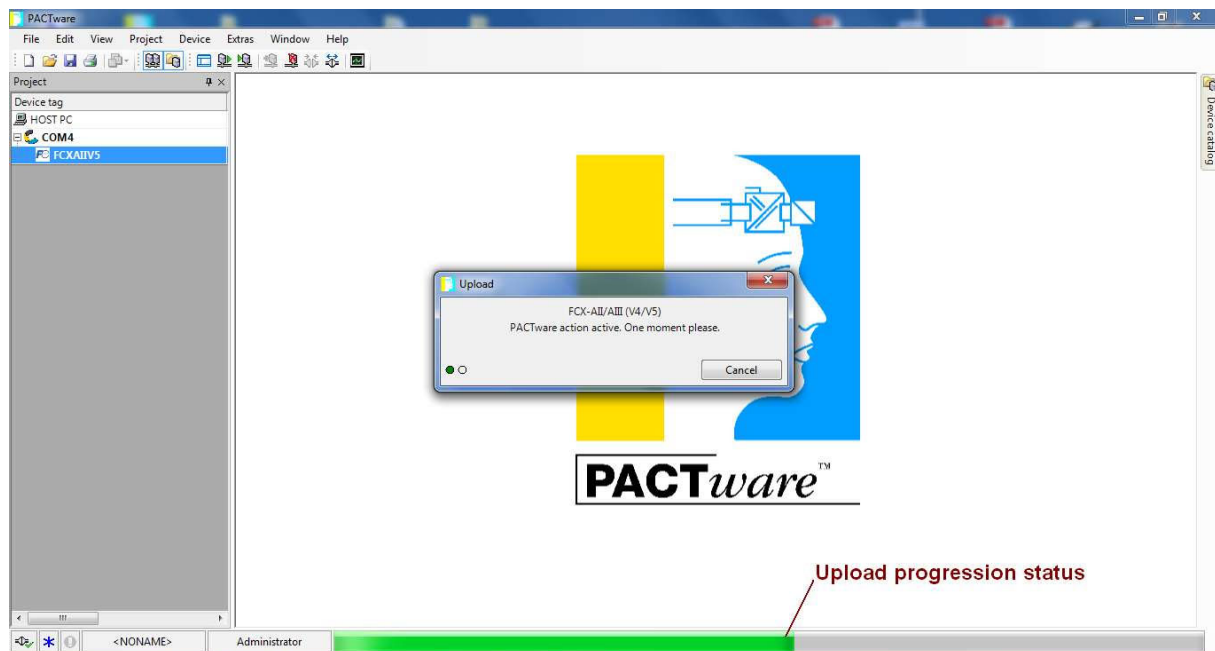 PACTware
File Edit View Project Device Extras Window Help
Project
Device tag
HOST PC
COM4
FC FCXAIIV5
Device catalog
Upload
FCX-AII/AIII (V4/V5)
PACTware action active. One moment please.
Cancel
PACTware™
Upload progression status
<NONAME> Administrator